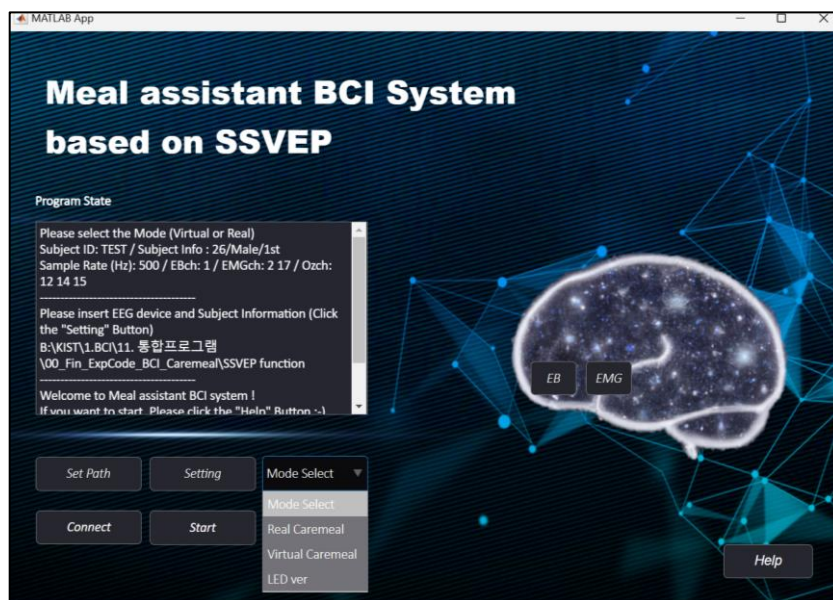 MATLAB App
Meal assistant BCI System
based on SSVEP
Program State
Please select the Mode (Virtual or Real)
Subject ID: TEST / Subject Info : 26/Male/1st
Sample Rate (Hz): 500 / EBch: 1 / EMGch: 2 17 / Ozch:
12 14 15
--------------------------------------
Please insert EEG device and Subject Information (Click
the "Setting" Button)
B:\KIST\1.BCI\11. 통합프로그램
\00_Fin_ExpCode_BCI_Caremeal\SSVEP function
--------------------------------------
Welcome to Meal assistant BCI system !
If you want to start, Please click the "Help" Button :-)
EB
EMG
Set Path
Setting
Mode Select
Connect
Start
Mode Select
Real Caremeal
Virtual Caremeal
LED ver
Help